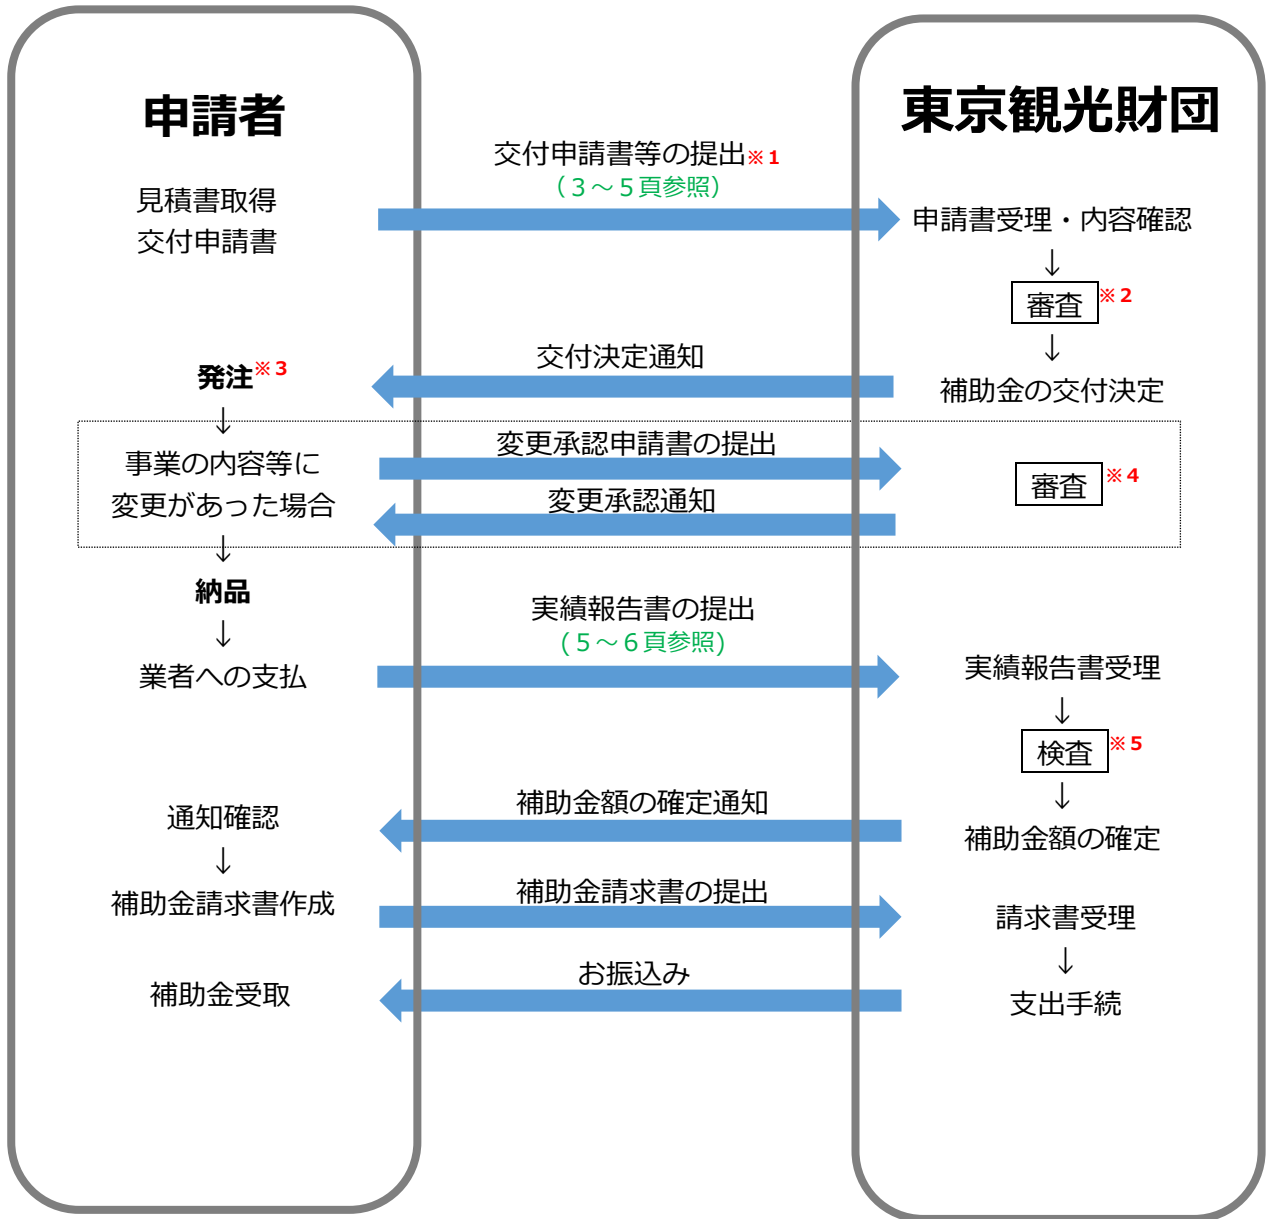 申請者
東京観光財団
交付申請書等の提出※1
（3～5頁参照）
見積書取得
交付申請書
申請書受理・内容確認
↓
審査※2
↓
交付決定通知
発注※3
補助金の交付決定
↓
変更承認申請書の提出
事業の内容等に
変更があった場合
審査※4
変更承認通知
↓
納品
↓
実績報告書の提出
(5～6頁参照)
業者への支払
実績報告書受理
↓
検査※5
↓
補助金額の確定通知
通知確認
補助金額の確定
↓
補助金請求書作成
補助金請求書の提出
請求書受理
↓
お振込み
補助金受取
支出手続